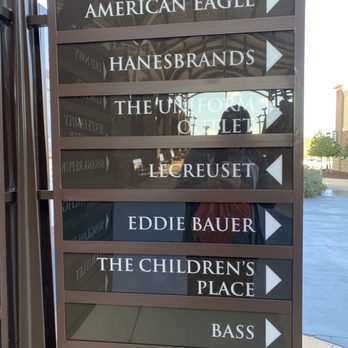 AMERICAN EAGLE
HANESBRANDS
THE UNIFORM
OUTLET
LECREUSET
EDDIE BAUER
THE CHILDREN'S
PLACE
BASS